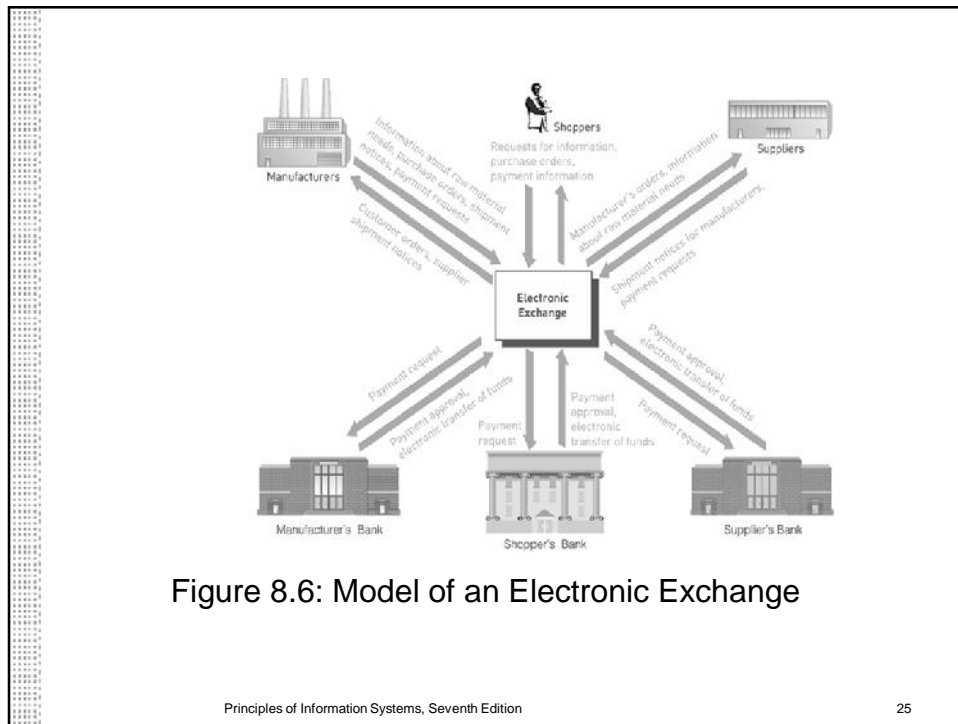 Shoppers
Manufacturers
Suppliers
Information about raw material
needs, purchase orders, shipment
notices, payment requests
Customer orders, supplier
shipment notices
Requests for information,
purchase orders,
payment information
Manufacturer's orders, information
about raw material needs
Shipment notices for manufacturers,
payment requests
Electronic
Exchange
Payment request
Payment approval,
electronic transfer of funds
Payment
request
Payment
approval,
electronic
transfer of funds
Payment approval,
electronic transfer of funds
Payment request
Manufacturer's Bank
Shopper's Bank
Supplier's Bank
Figure 8.6: Model of an Electronic Exchange
Principles of Information Systems, Seventh Edition
25